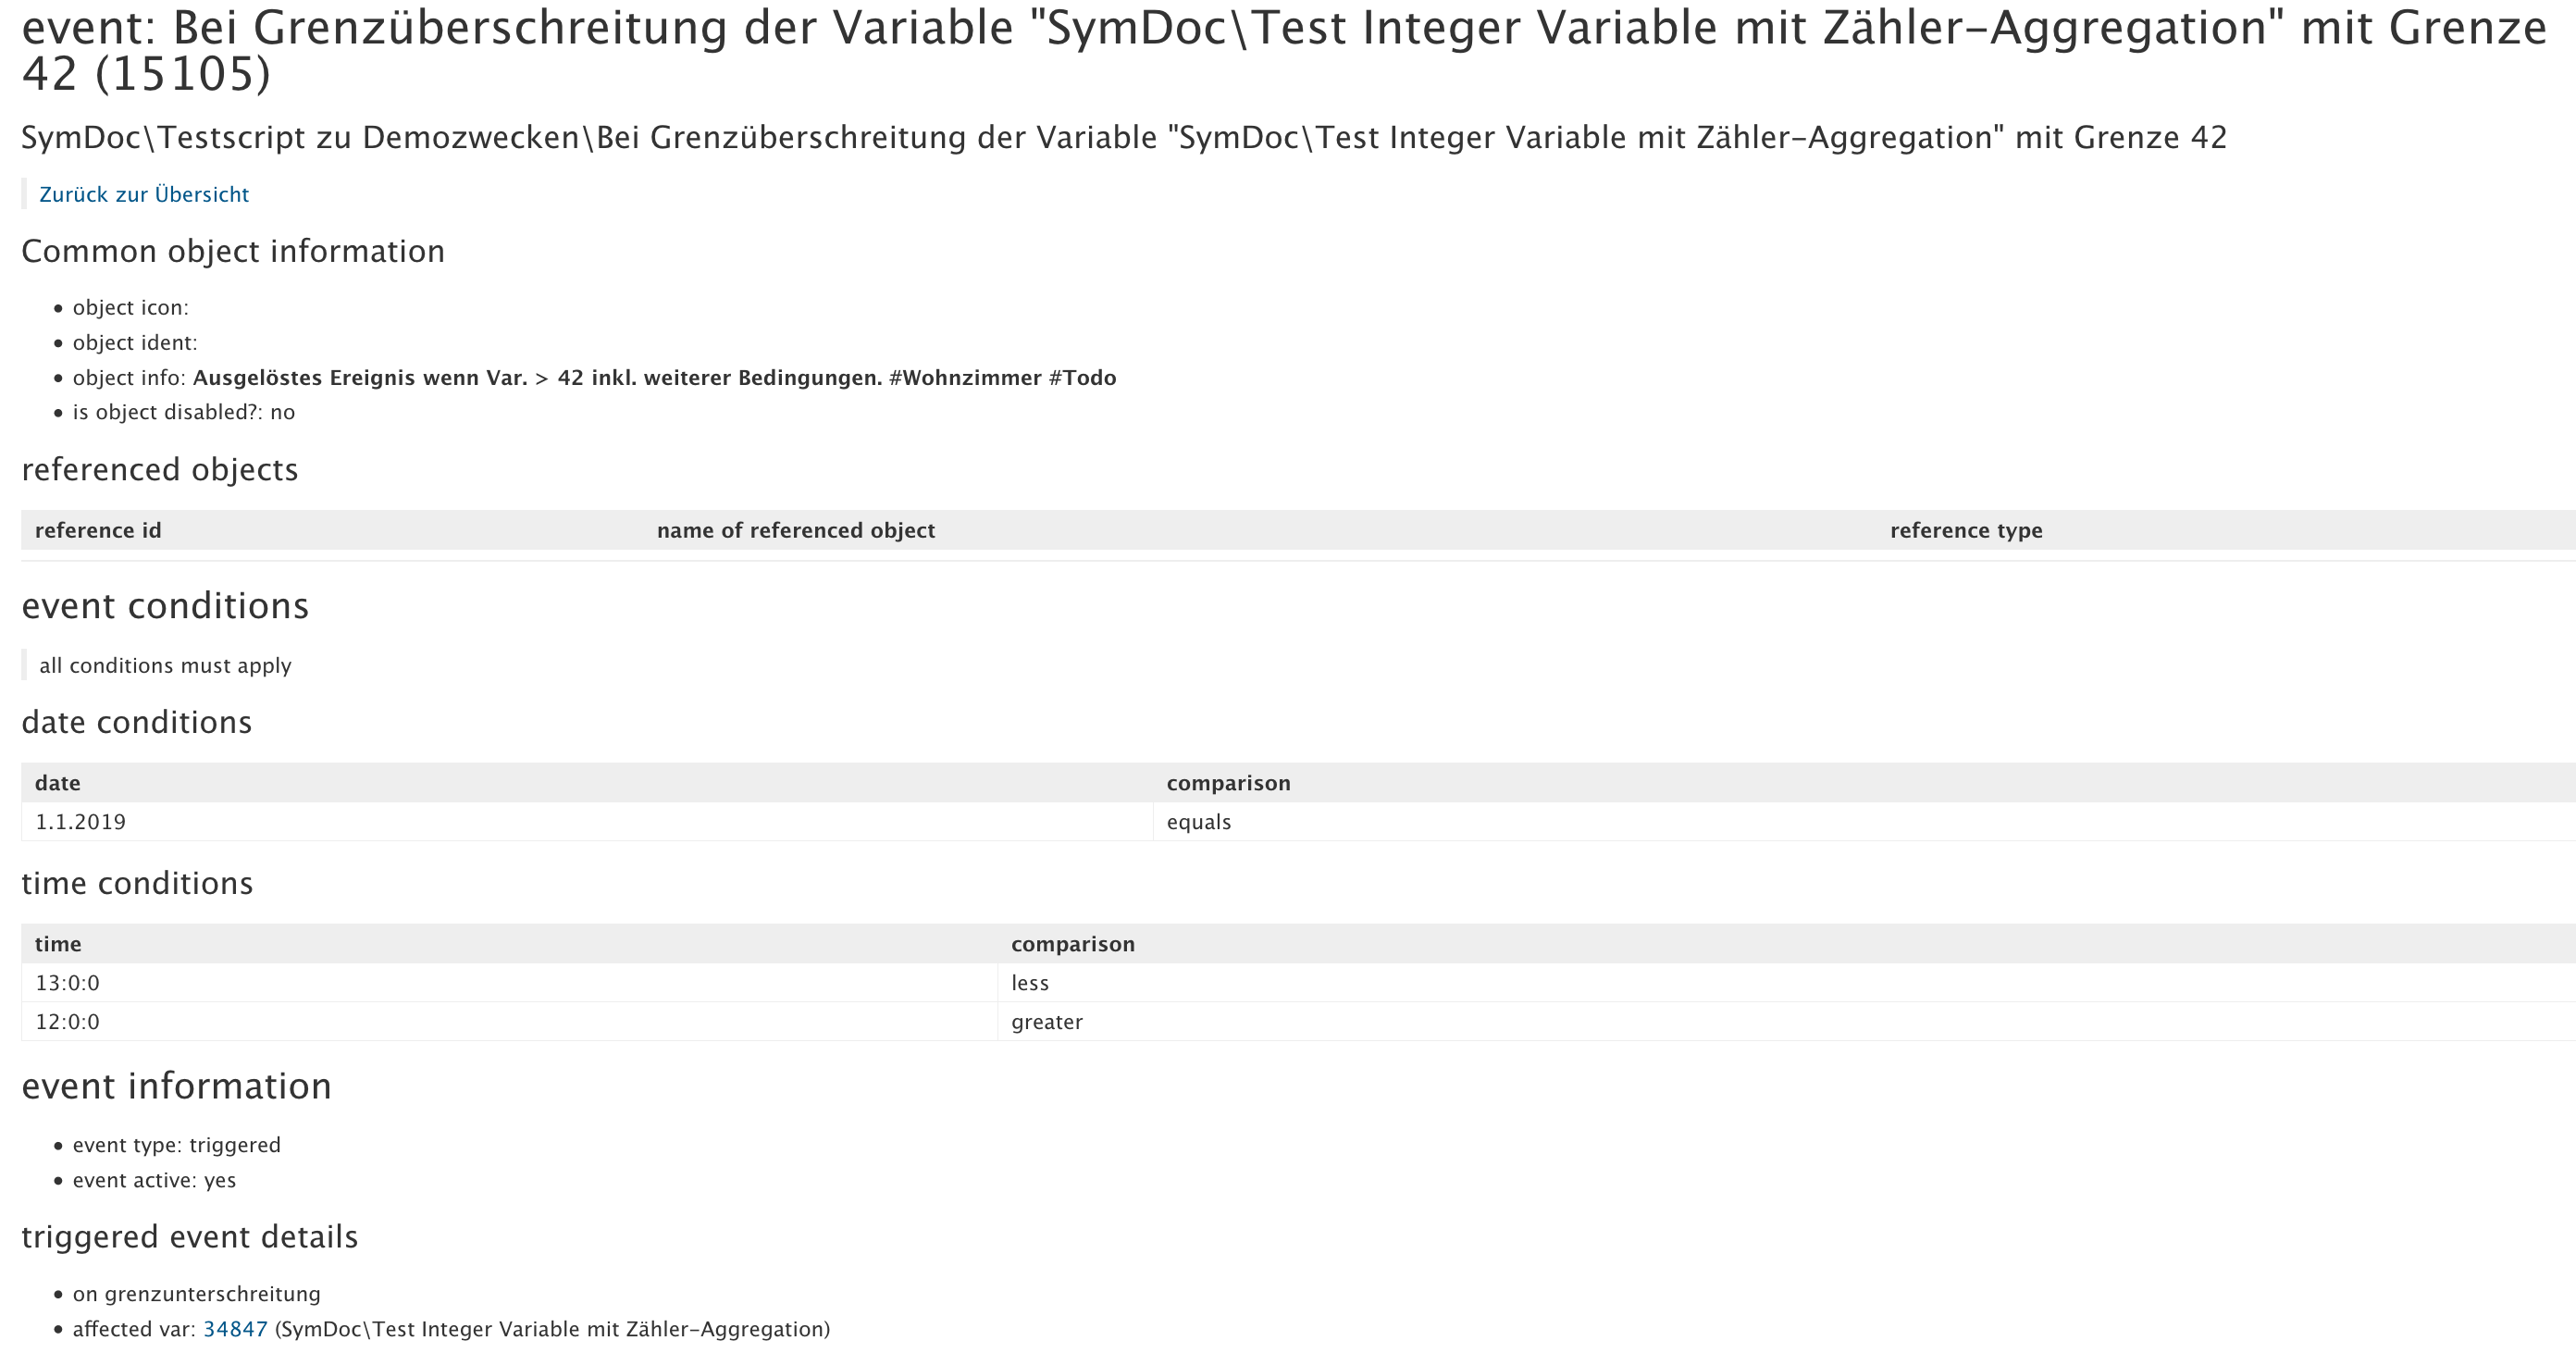 event: Bei Grenzüberschreitung der Variable "SymDoc\Test Integer Variable mit Zähler-Aggregation" mit Grenze
42 (15105)
SymDoc\Testscript zu Demozwecken\Bei Grenzüberschreitung der Variable "SymDoc\Test Integer Variable mit Zähler-Aggregation" mit Grenze 42
Zurück zur Übersicht
Common object information
• object icon:
• object ident:
• object info: Ausgelöstes Ereignis wenn Var. > 42 inkl. weiterer Bedingungen. #Wohnzimmer #Todo
• is object disabled?: no
referenced objects
reference id name of referenced object reference type
event conditions
all conditions must apply
date conditions
date comparison
1.1.2019 equals
time conditions
time comparison
13:0:0 less
12:0:0 greater
event information
• event type: triggered
• event active: yes
triggered event details
• on grenzunterschreitung
• affected var: 34847 (SymDoc\Test Integer Variable mit Zähler-Aggregation)